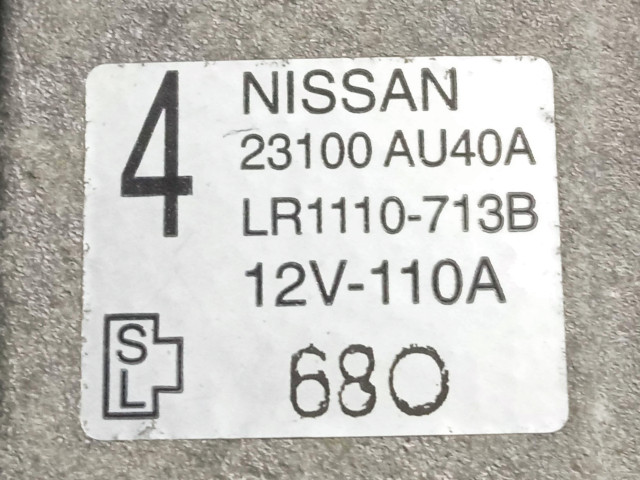 4
NISSAN
23100 AU40A
LR1110-713B
12V-110A
S
L
680